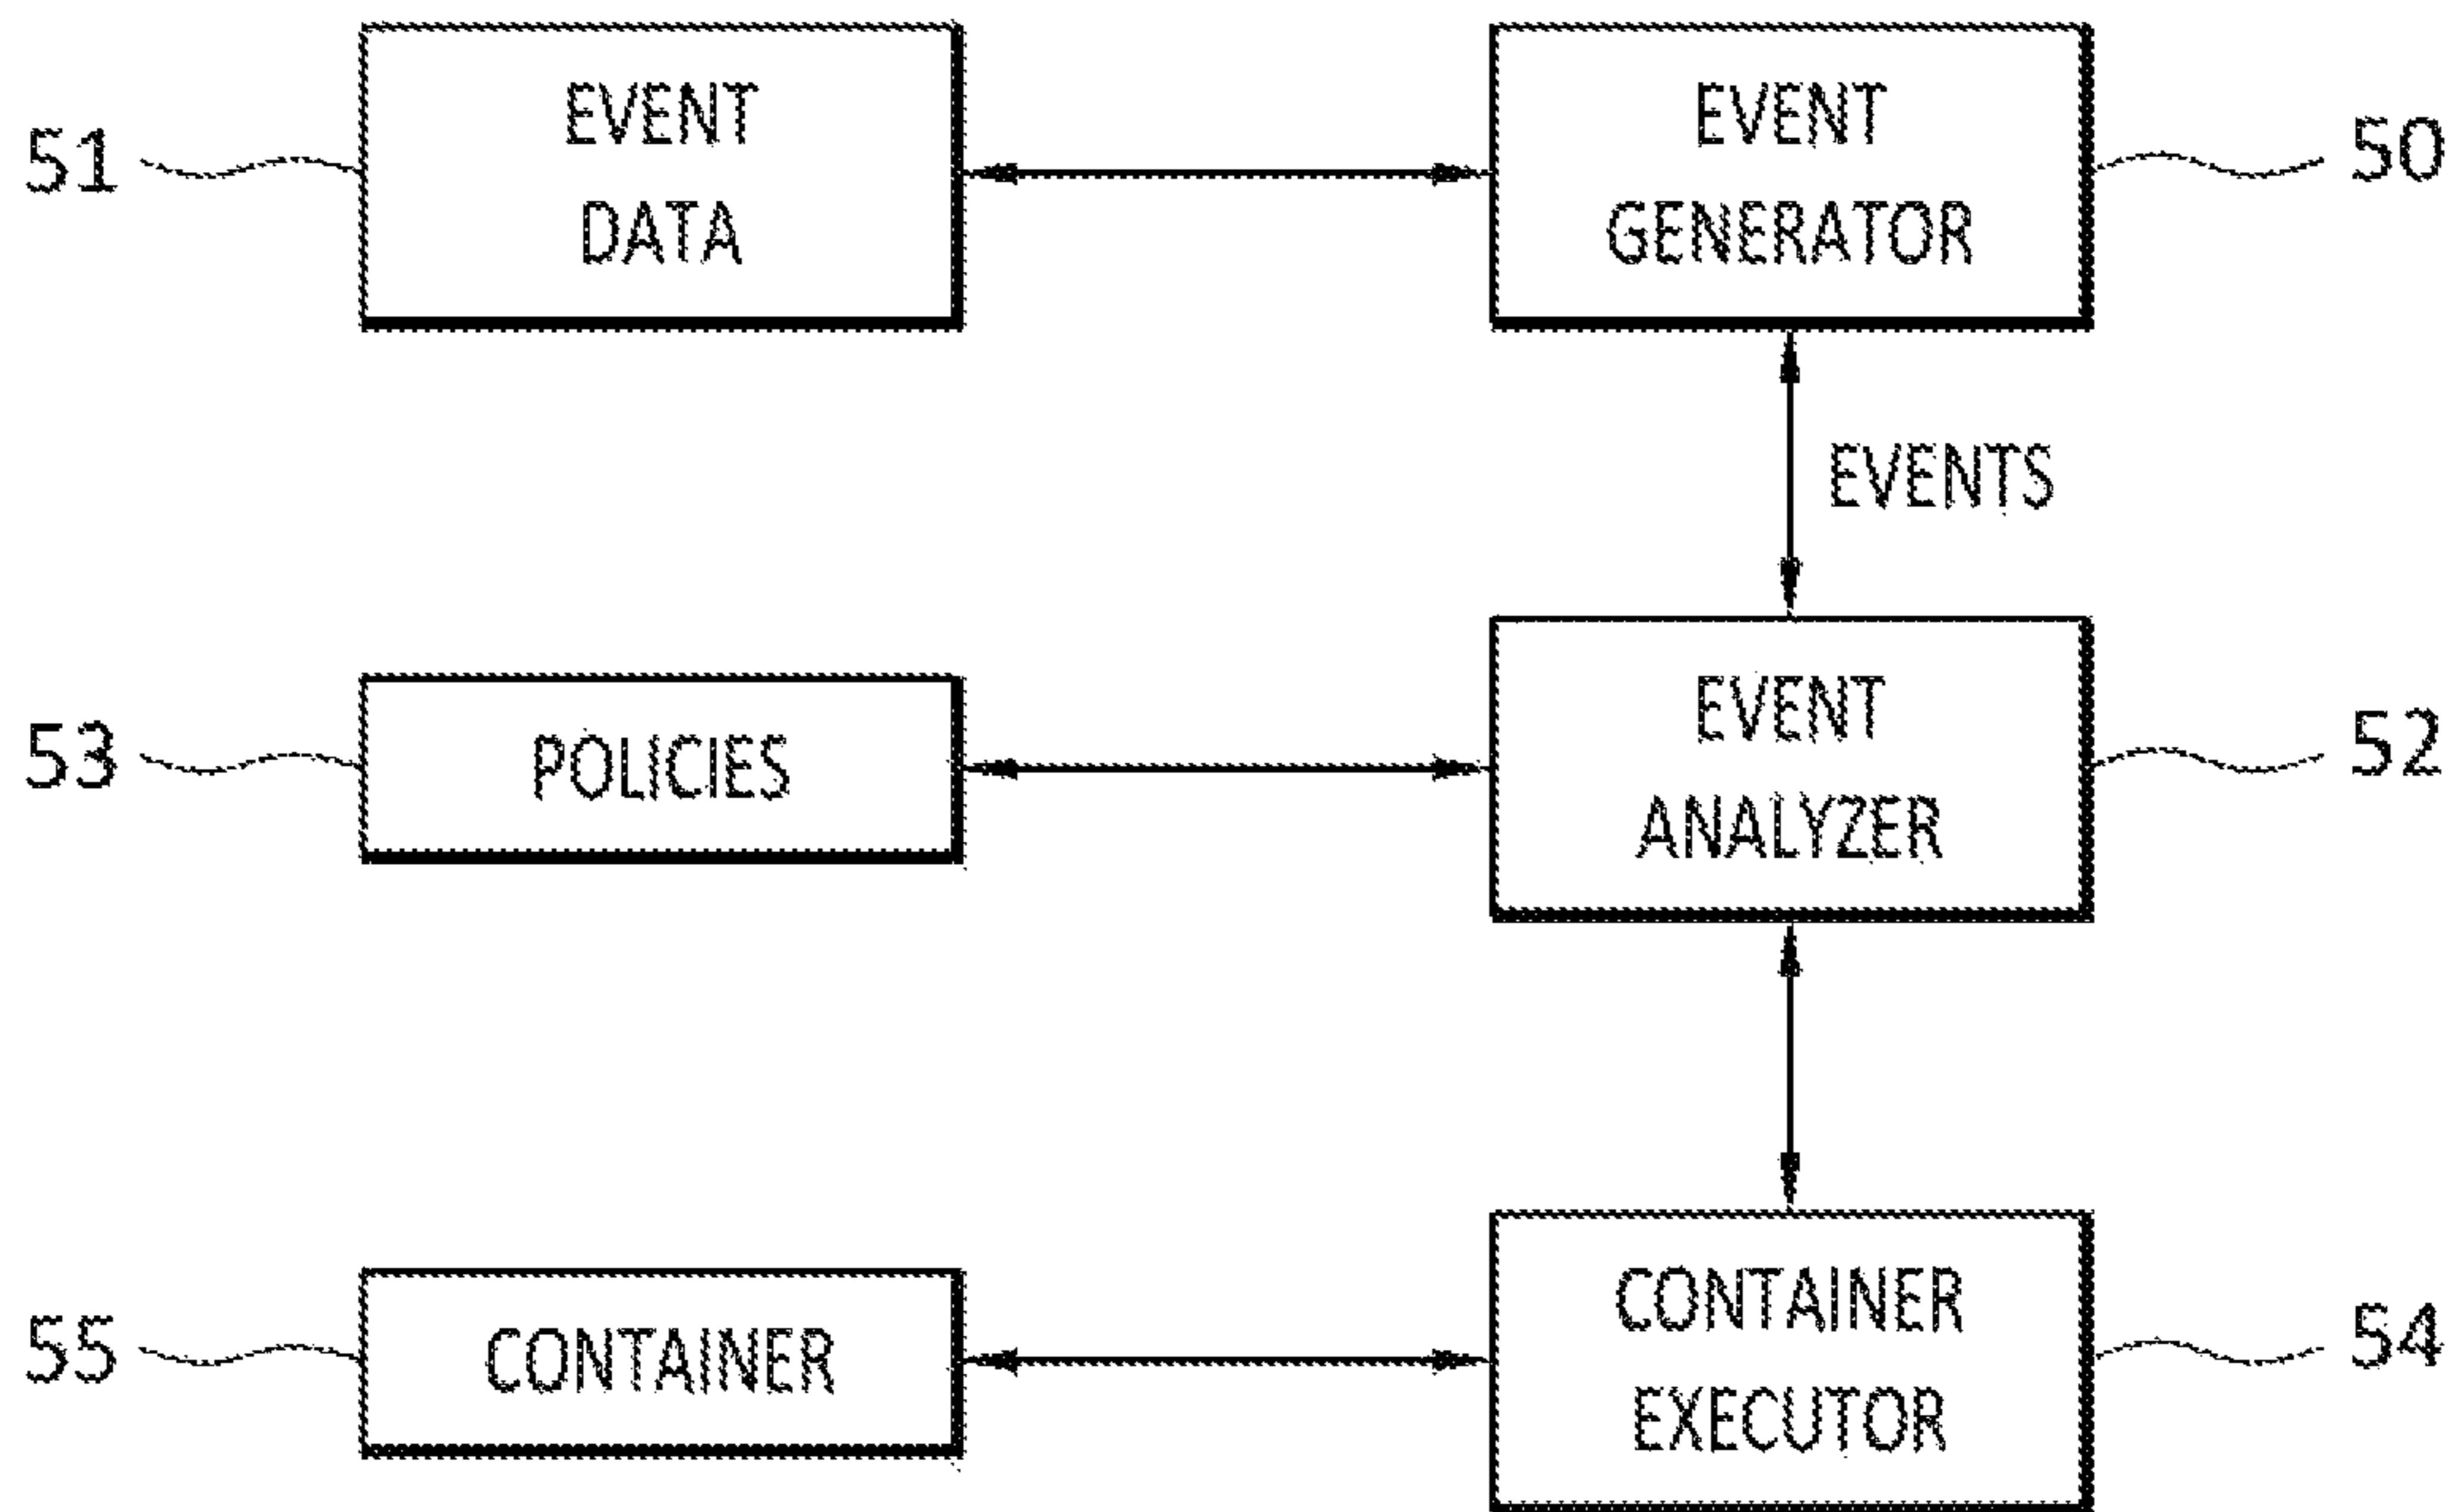 51
EVENT
DATA
EVENT
GENERATOR
50
EVENTS
53
POLICIES
EVENT
ANALYZER
52
55
CONTAINER
CONTAINER
EXECUTOR
54